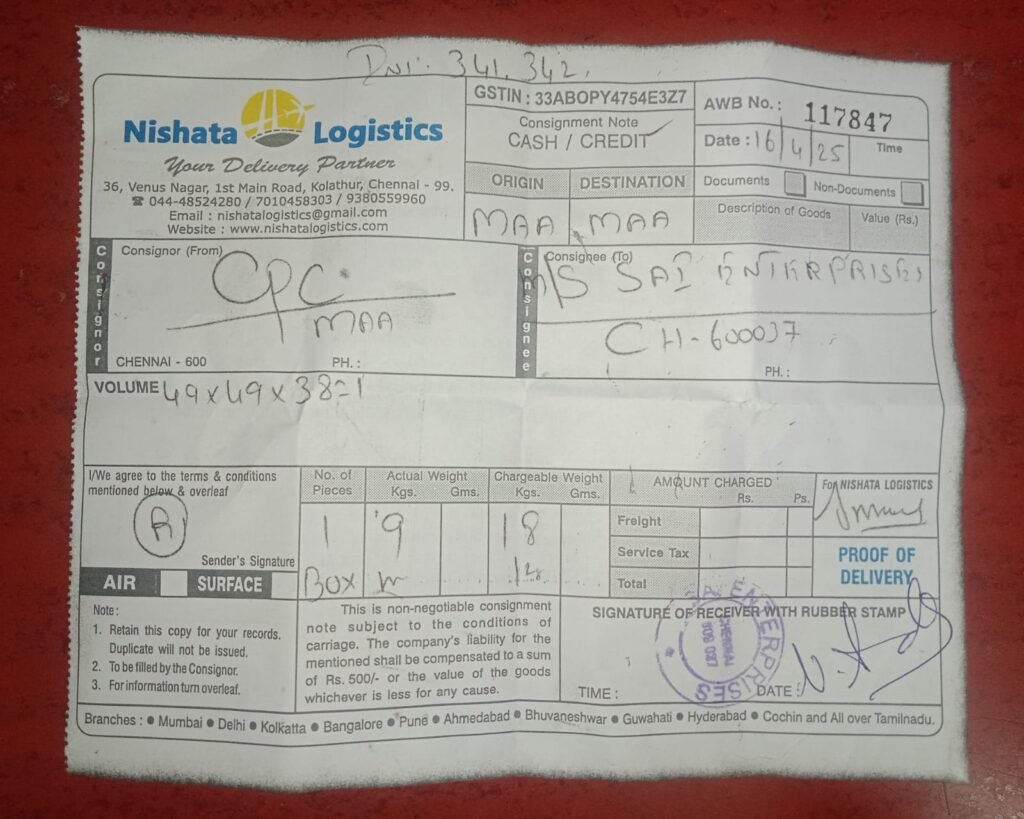 341, 342,
Nishata Logistics
Your Delivery Partner
36, Venus Nagar, 1st Main Road, Kolathur, Chennai - 99.
☎ 044-48524280 / 7010458303 / 9380559960
Email : nishatalogistics@gmail.com
Website : www.nishatalogistics.com
GSTIN : 33ABOPY4754E3Z7
Consignment Note
CASH / CREDIT
AWB No. : 117847
Date : 16/4/25 Time
ORIGIN DESTINATION
MAA MAA
Documents Non-Documents
Description of Goods Value (Rs.)
Consignor
Consignor (From)
CPC
MAA
CHENNAI - 600 PH. :
Consignee
Consignee (To)
M/S SAI ENTERPRISES
CH-600037
PH. :
VOLUME 49x49x38=1
I/We agree to the terms & conditions
mentioned below & overleaf
Sender's Signature
AIR SURFACE
No. of Pieces
1
BOX
Actual Weight
Kgs. Gms.
9
Chargeable Weight
Kgs. Gms.
18
AMOUNT CHARGED
Rs. Ps.
Freight
Service Tax
Total
For NISHATA LOGISTICS
PROOF OF
DELIVERY
Note :
1. Retain this copy for your records.
Duplicate will not be issued.
2. To be filled by the Consignor.
3. For information turn overleaf.
This is non-negotiable consignment
note subject to the conditions of
carriage. The company's liability for the
mentioned shall be compensated to a sum
of Rs. 500/- or the value of the goods
whichever is less for any cause.
SIGNATURE OF RECEIVER WITH RUBBER STAMP
ENTERPRISES
CHENNAI
TIME : DATE :
Branches : ● Mumbai ● Delhi ● Kolkatta ● Bangalore ● Pune ● Ahmedabad ● Bhuvaneshwar ● Guwahati ● Hyderabad ● Cochin and All over Tamilnadu.